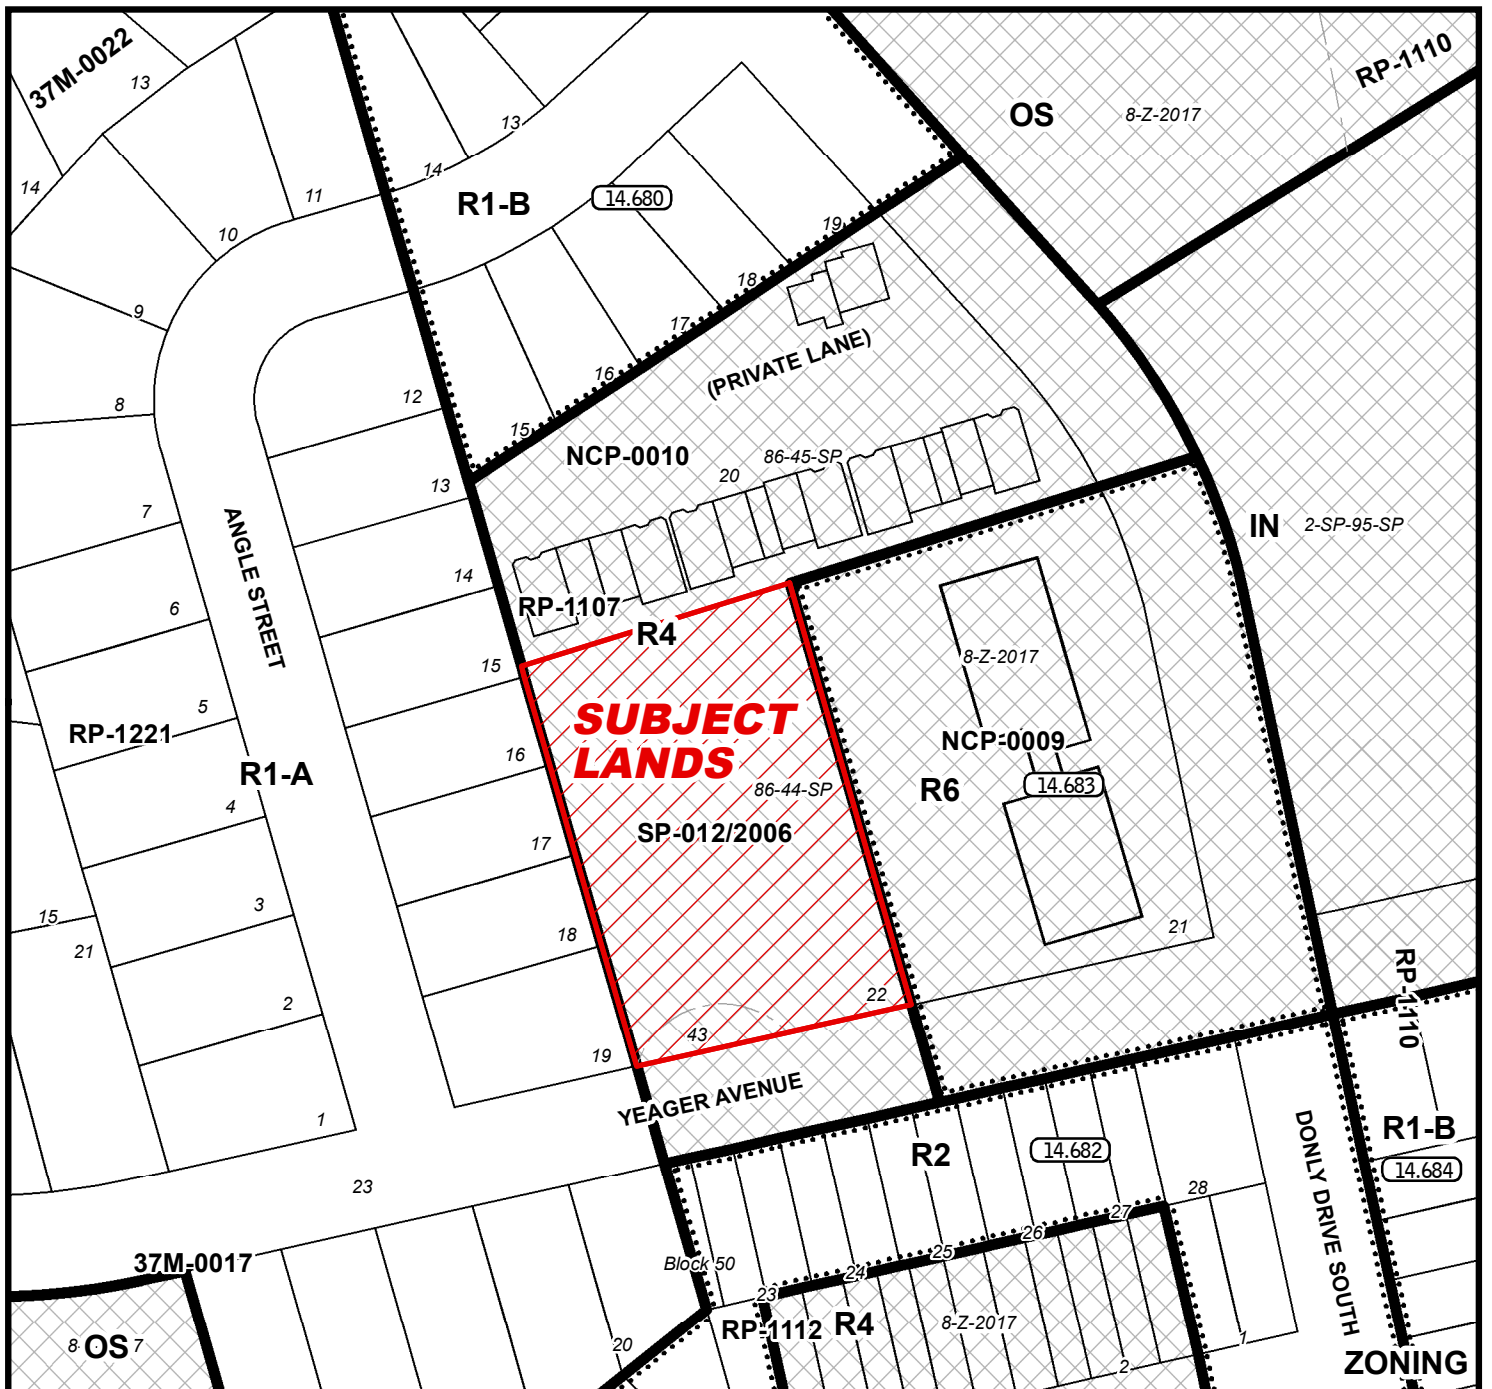 37M-0022
13
14
11
10
9
8
7
6
5
4
3
2
1
15
21
12
13
14
15
16
17
18
19
ANGLE STREET
RP-1221
R1-A
13
14
R1-B
14.680
19
18
17
16
15
OS
8-Z-2017
RP-1110
(PRIVATE LANE)
NCP-0010
86-45-SP
20
RP-1107
R4
IN
2-SP-95-SP
8-Z-2017
NCP-0009
R6
14.683
21
SUBJECT
LANDS
86-44-SP
SP-012/2006
22
43
YEAGER AVENUE
RP-1110
23
R2
14.682
R1-B
14.684
DONLY DRIVE SOUTH
28
27
26
25
24
23
Block 50
37M-0017
8
OS
7
20
RP-1112
R4
8-Z-2017
2
1
ZONING